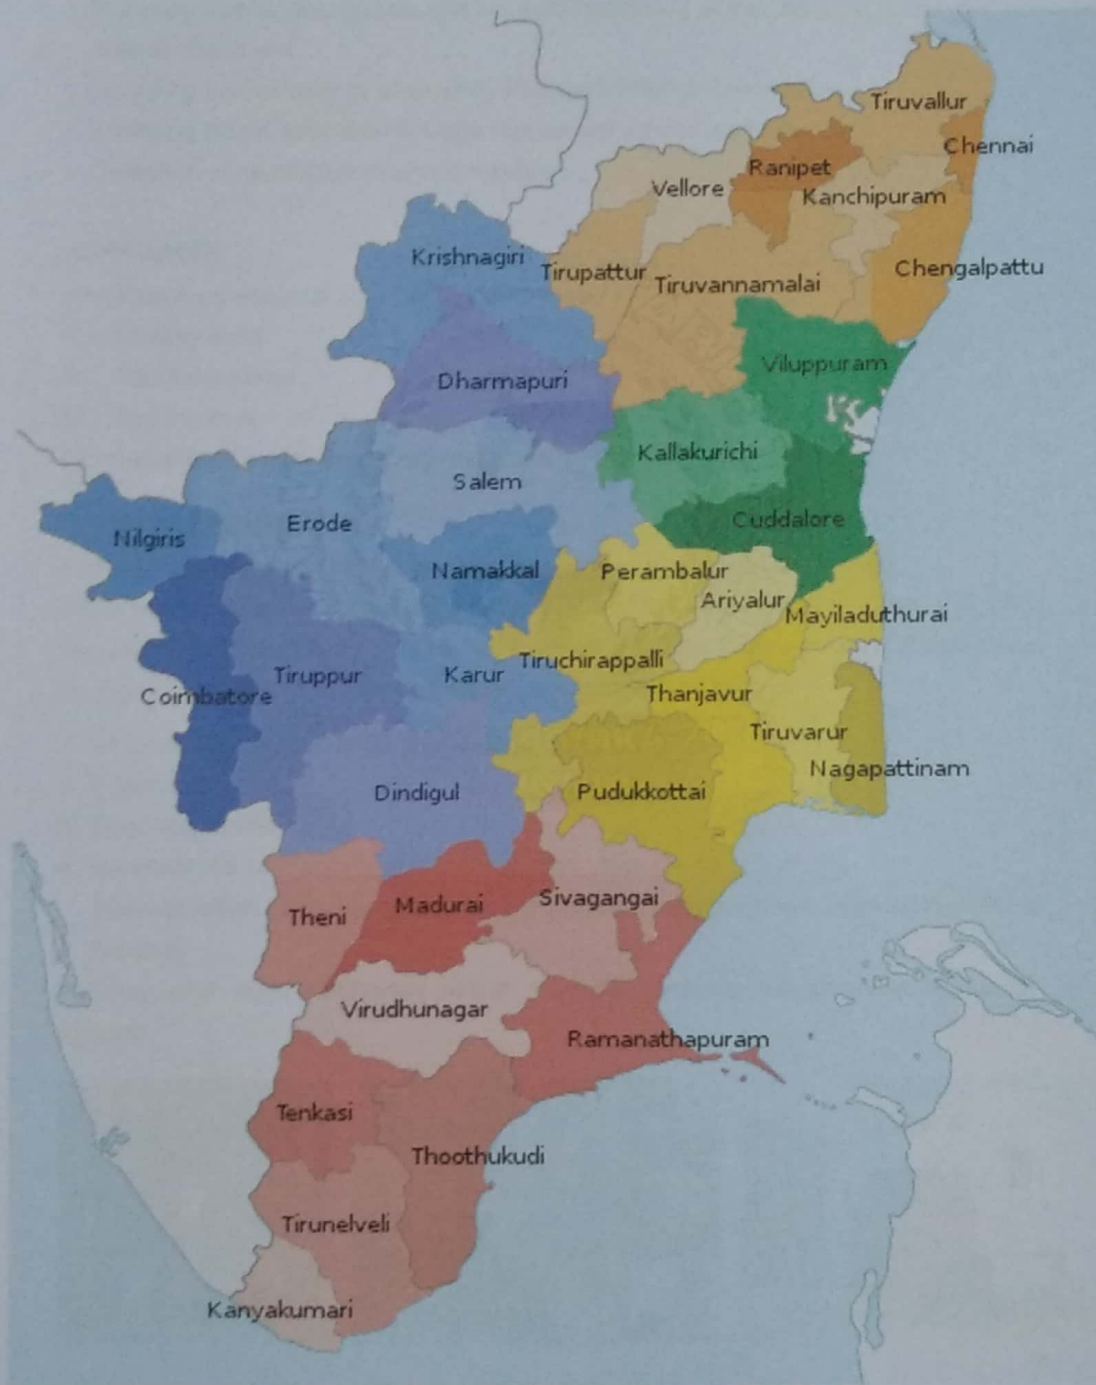 Tiruvallur
Chennai
Ranipet
Vellore
Kanchipuram
Krishnagiri
Tirupattur
Tiruvannamalai
Chengalpattu
Viluppuram
Dharmapuri
Kallakurichi
Salem
Cuddalore
Erode
Nilgiris
Namakkal
Perambalur
Ariyalur
Mayiladuthurai
Tiruchirappalli
Karur
Tiruppur
Coimbatore
Thanjavur
Tiruvarur
Nagapattinam
Dindigul
Pudukkottai
Sivagangai
Madurai
Theni
Virudhunagar
Ramanathapuram
Tenkasi
Thoothukudi
Tirunelveli
Kanyakumari